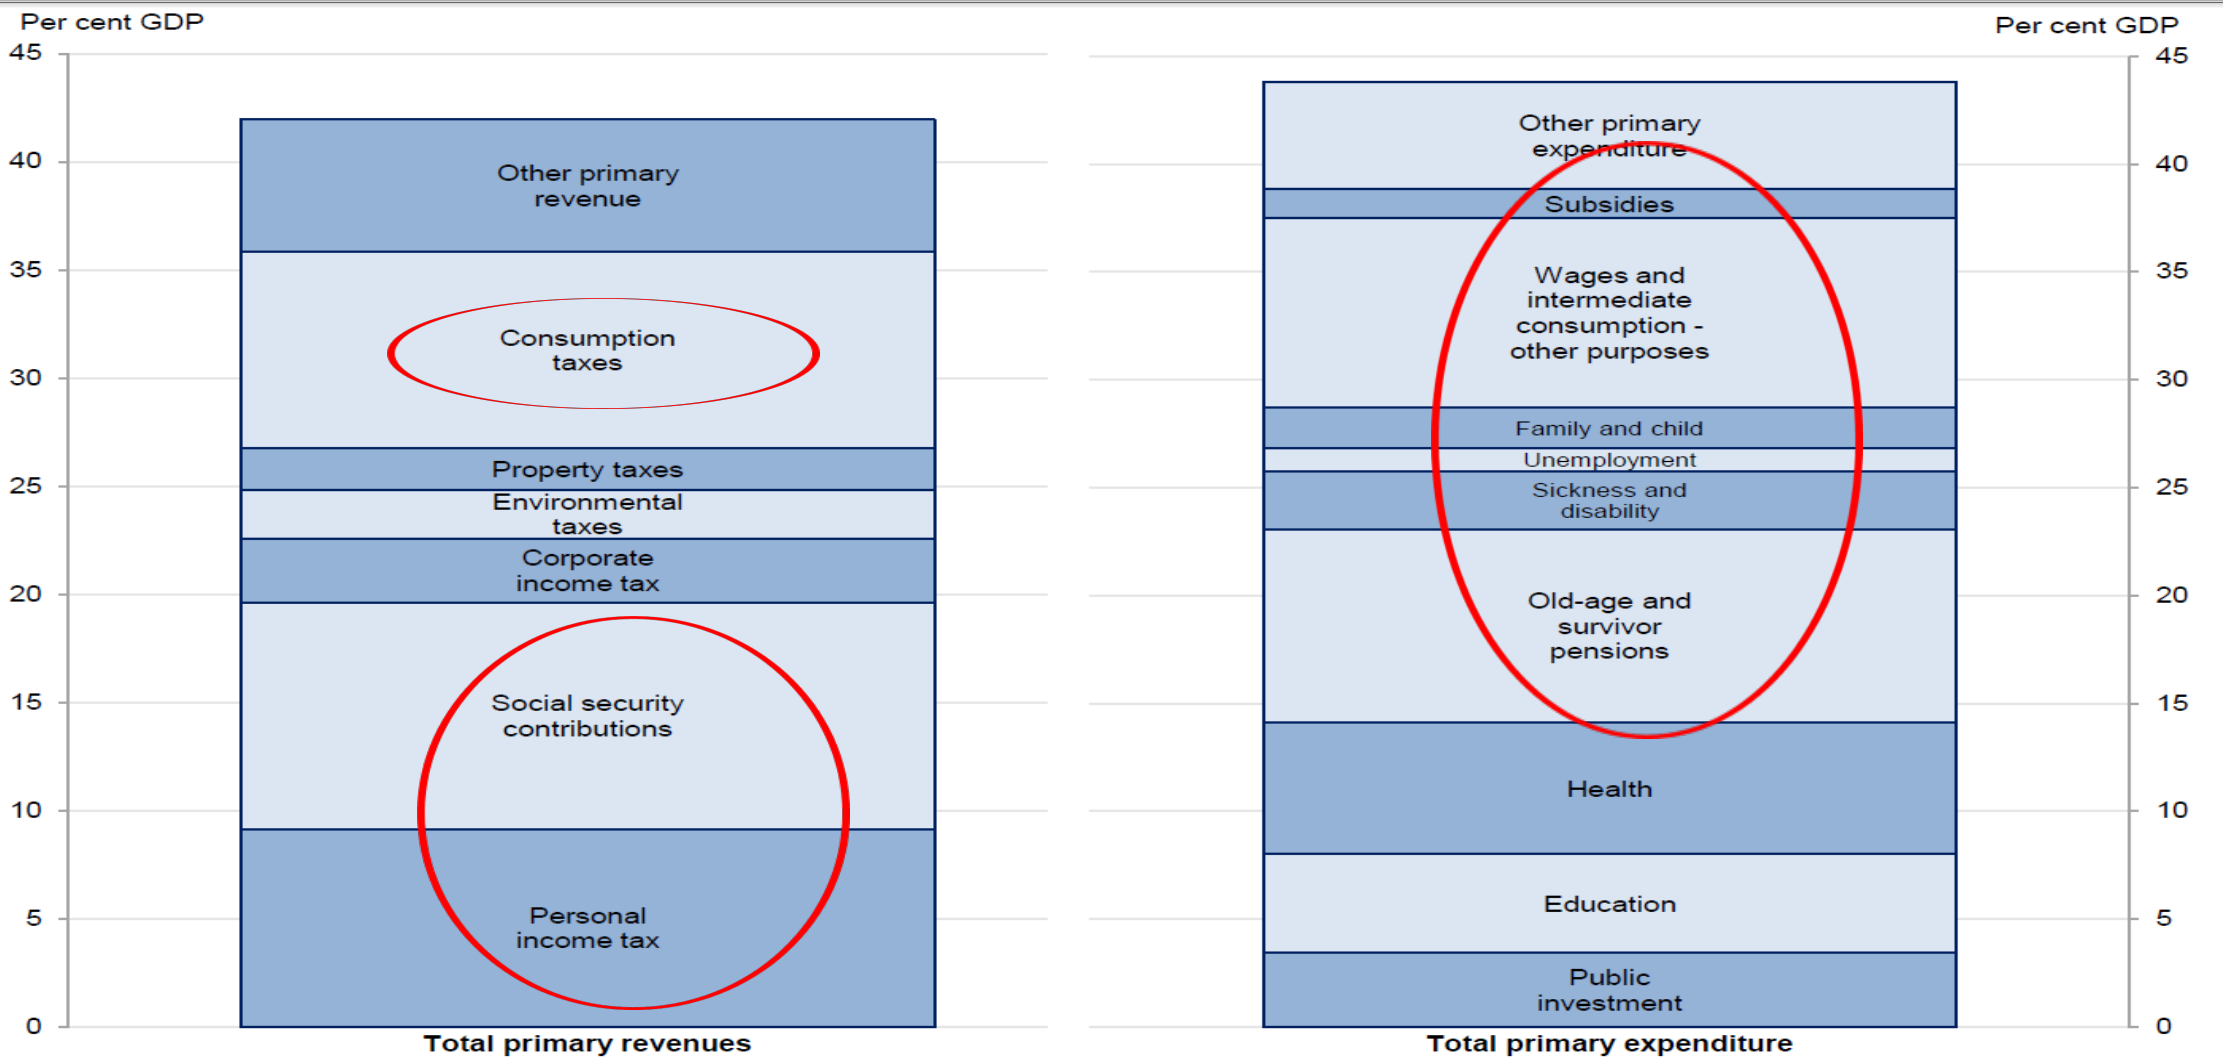 Per cent GDP
45
40
35
30
25
20
15
10
5
0
Other primary
revenue
Consumption
taxes
Property taxes
Environmental
taxes
Corporate
income tax
Social security
contributions
Personal
income tax
Total primary revenues
Per cent GDP
45
40
35
30
25
20
15
10
5
0
Other primary
expenditure
Subsidies
Wages and
intermediate
consumption -
other purposes
Family and child
Unemployment
Sickness and
disability
Old-age and
survivor
pensions
Health
Education
Public
investment
Total primary expenditure